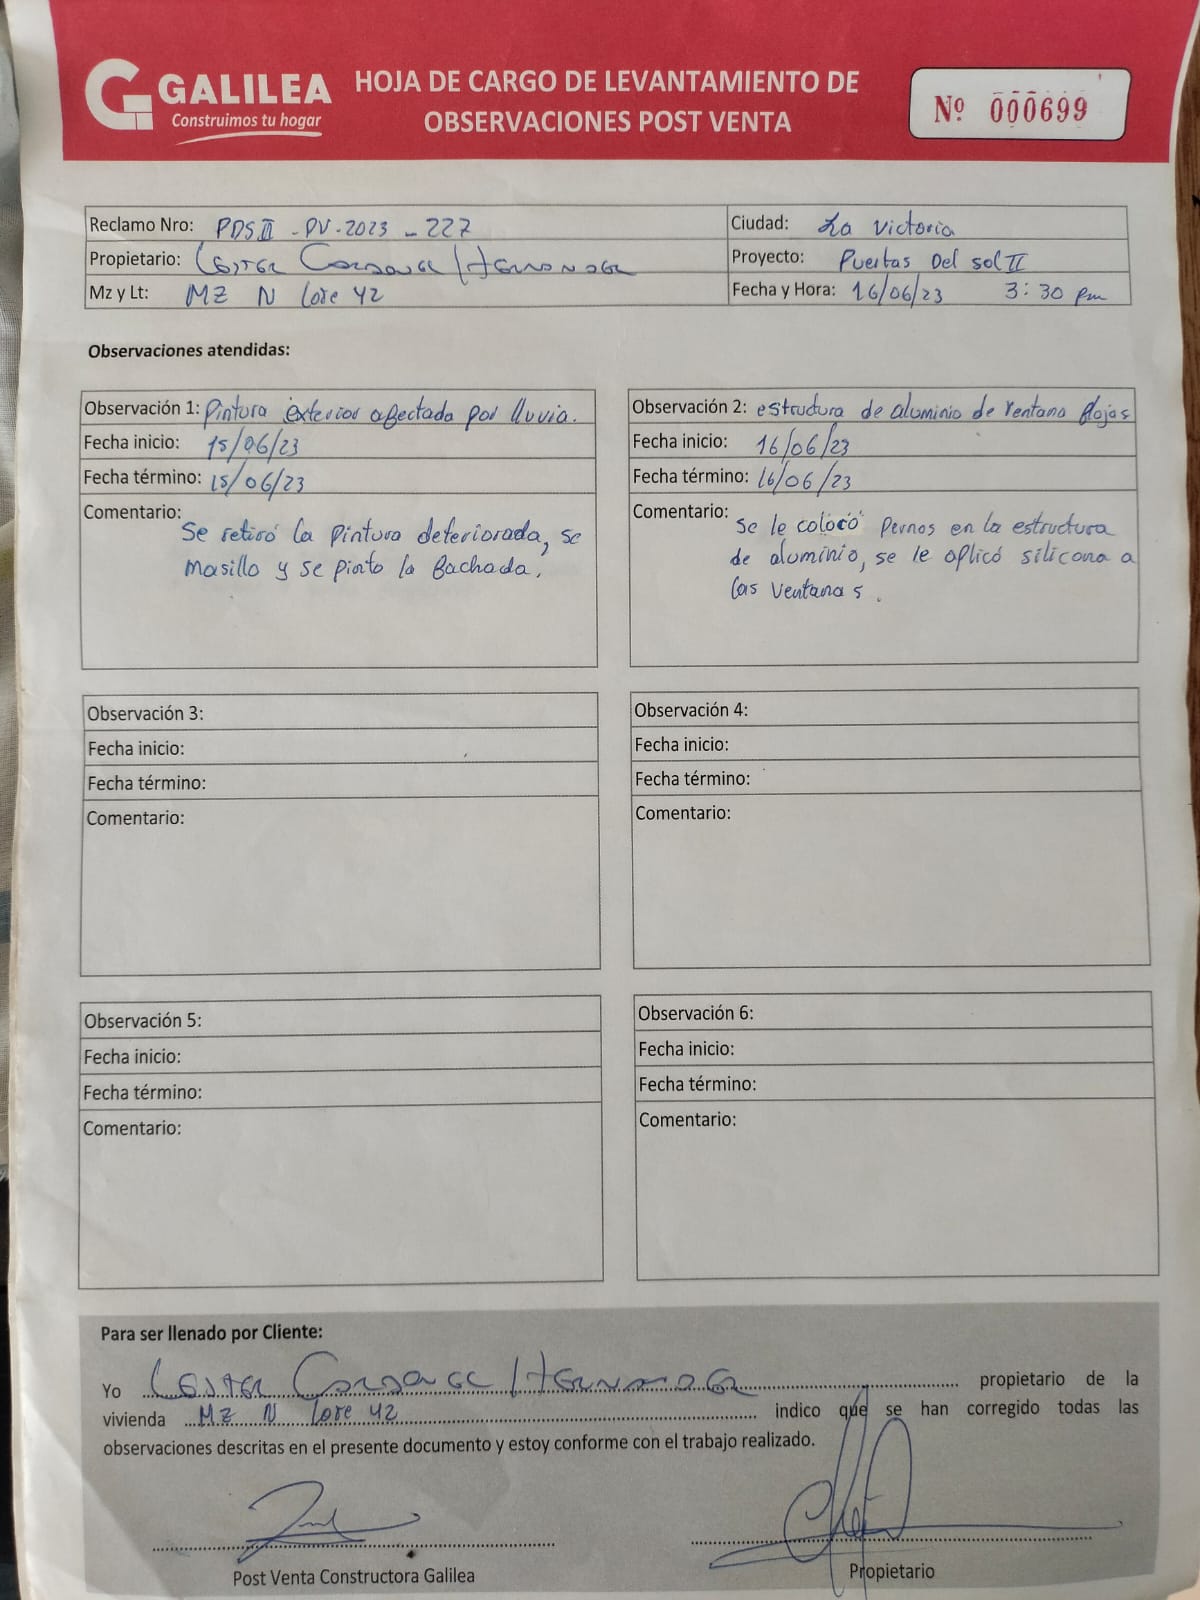 GALILEA
Construimos tu hogar
HOJA DE CARGO DE LEVANTAMIENTO DE
OBSERVACIONES POST VENTA
Nº 000699
Reclamo Nro: PDSII - PV-2023 - 227
Ciudad: La Victoria
Propietario: Lester
Proyecto: Puertas Del sol II
Mz y Lt: MZ N Lote 42
Fecha y Hora: 16/06/23 3:30 pm
Observaciones atendidas:
Observación 1: Pintura exterior afectada por lluvia.
Fecha inicio: 15/06/23
Fecha término: 15/06/23
Comentario:
Se retiró la pintura deteriorada, se
masillo y se pinto la fachada.
Observación 2: estructura de aluminio de ventana flojas
Fecha inicio: 16/06/23
Fecha término: 16/06/23
Comentario:
se le colocó pernos en la estructura
de aluminio, se le aplicó silicona a
las ventanas.
Observación 3:
Fecha inicio:
Fecha término:
Comentario:
Observación 4:
Fecha inicio:
Fecha término:
Comentario:
Observación 5:
Fecha inicio:
Fecha término:
Comentario:
Observación 6:
Fecha inicio:
Fecha término:
Comentario:
Para ser llenado por Cliente:
Yo Lester propietario de la
vivienda MZ N Lote 42 indico que se han corregido todas las
observaciones descritas en el presente documento y estoy conforme con el trabajo realizado.
Post Venta Constructora Galilea
Propietario